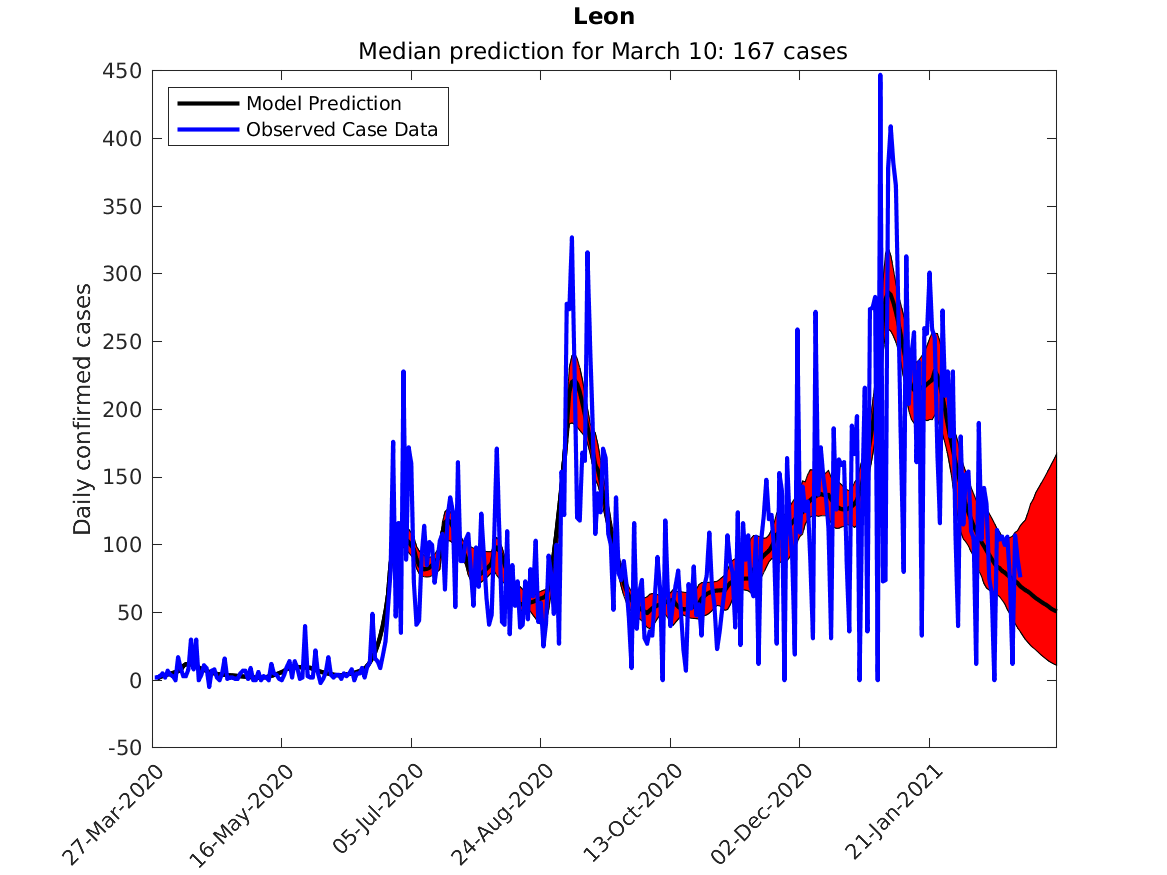 Leon
Median prediction for March 10: 167 cases
Model Prediction
Observed Case Data
Daily confirmed cases
450
400
350
300
250
200
150
100
50
0
-50
27-Mar-2020
16-May-2020
05-Jul-2020
24-Aug-2020
13-Oct-2020
02-Dec-2020
21-Jan-2021